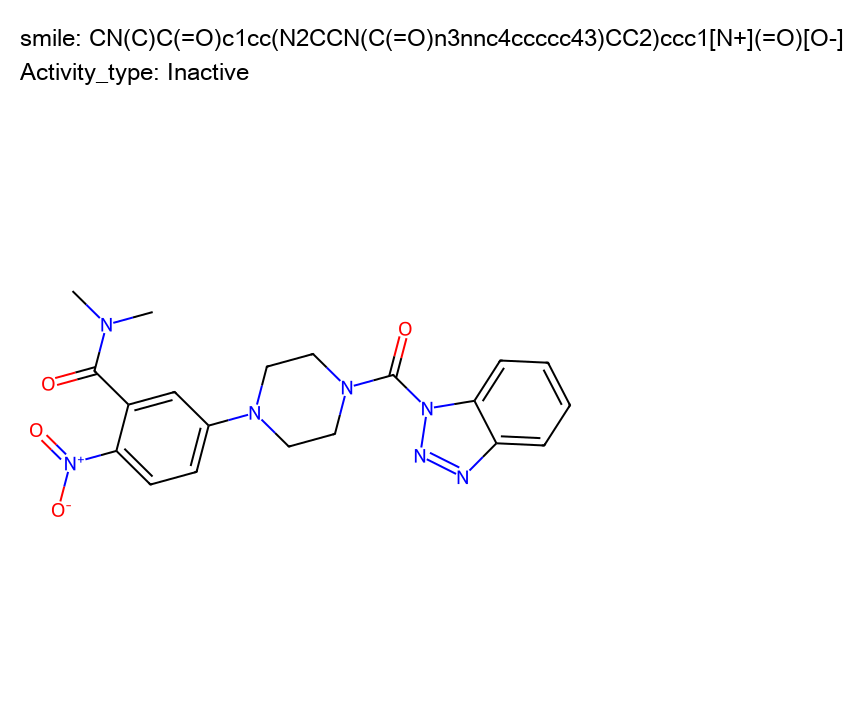 smile: CN(C)C(=O)c1cc(N2CCN(C(=O)n3nnc4ccccc43)CC2)ccc1[N+](=O)[O-]
Activity_type: Inactive
O
N
N
O
O
N
N
N⁺
N
N
O⁻